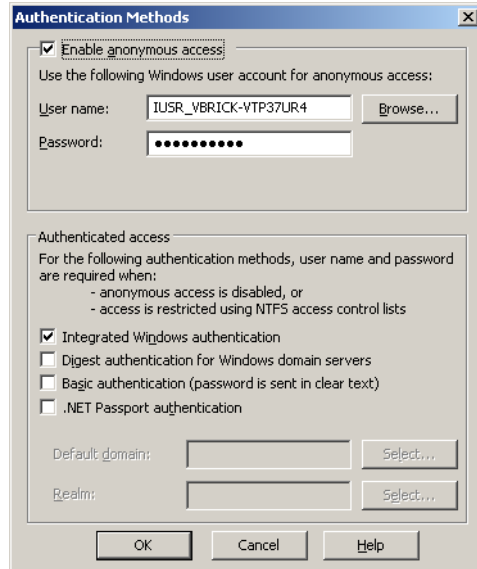 Authentication Methods
Enable anonymous access
Use the following Windows user account for anonymous access:
User name: IUSR_VBRICK-VTP37UR4 Browse...
Password: ●●●●●●●●●●
Authenticated access
For the following authentication methods, user name and password
are required when:
- anonymous access is disabled, or
- access is restricted using NTFS access control lists
Integrated Windows authentication
Digest authentication for Windows domain servers
Basic authentication (password is sent in clear text)
.NET Passport authentication
Default domain: Select...
Realm: Select...
OK Cancel Help